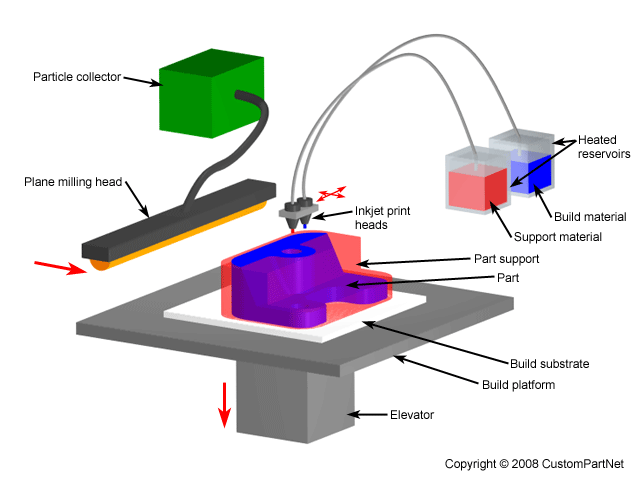 Particle collector
Plane milling head
Heated
reservoirs
Inkjet print
heads
Build material
Support material
Part support
Part
Build substrate
Build platform
Elevator
Copyright © 2008 CustomPartNet